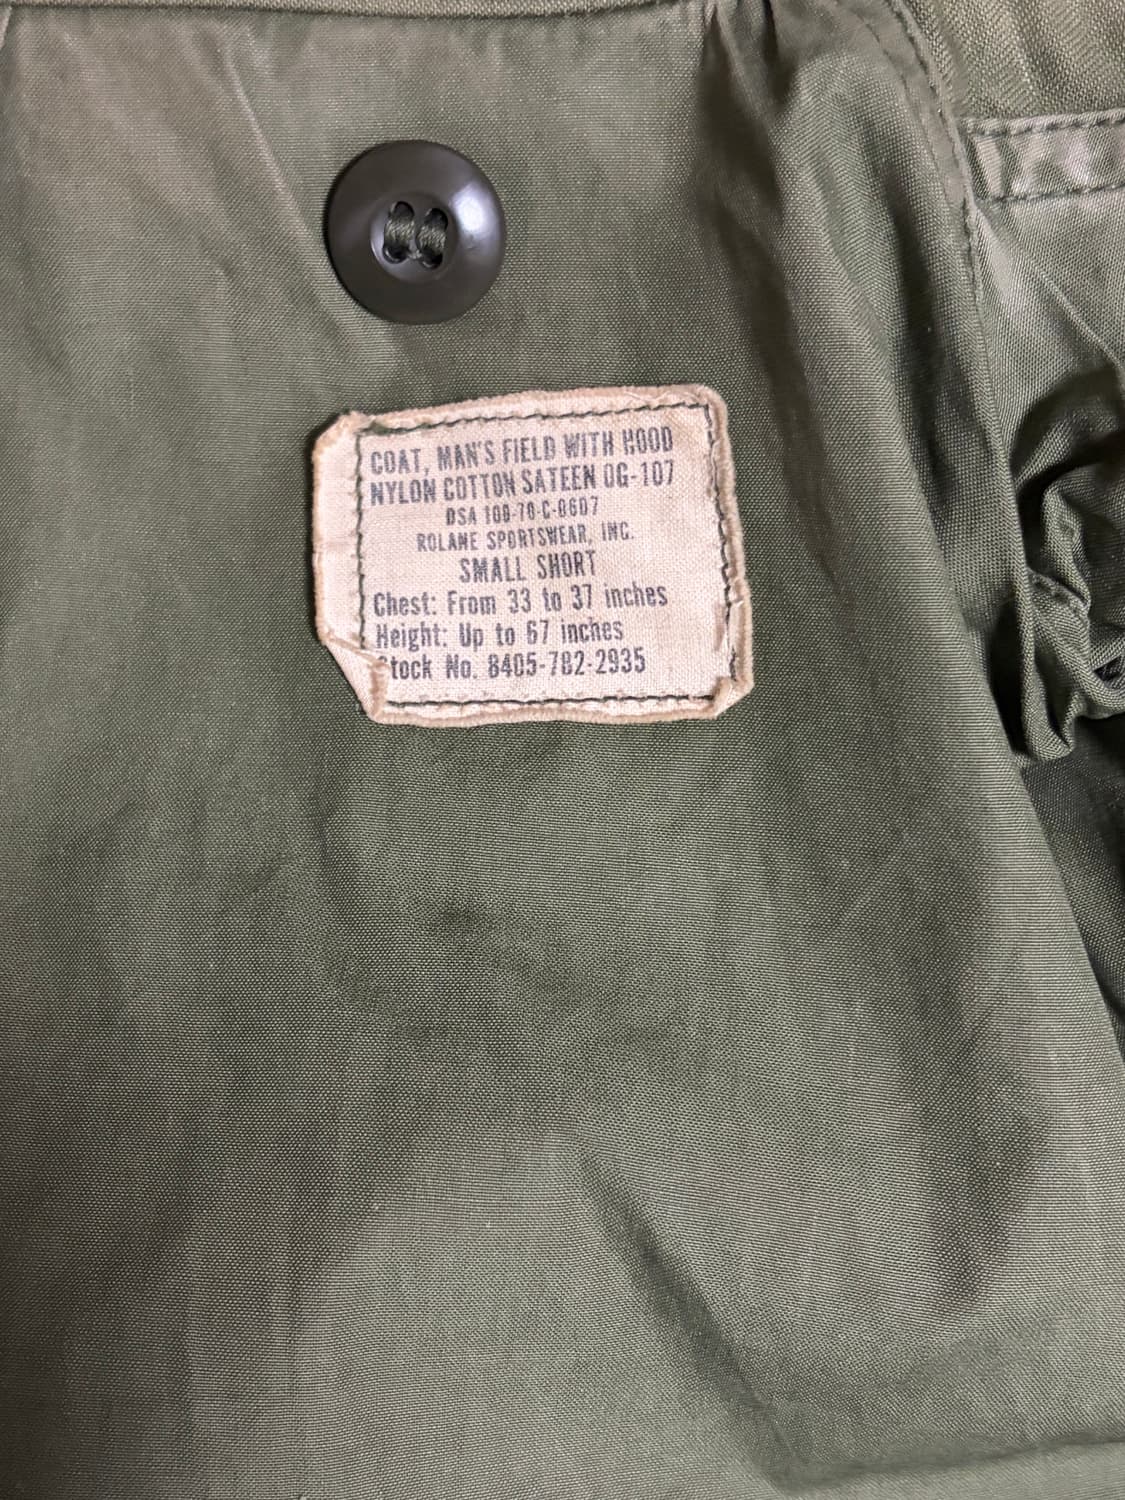 COAT, MAN'S FIELD WITH HOOD
NYLON COTTON SATEEN OG-107
DSA 100-70-C-0607
ROLANE SPORTSWEAR, INC.
SMALL SHORT
Chest: From 33 to 37 inches
Height: Up to 67 inches
Stock No. 8405-782-2935